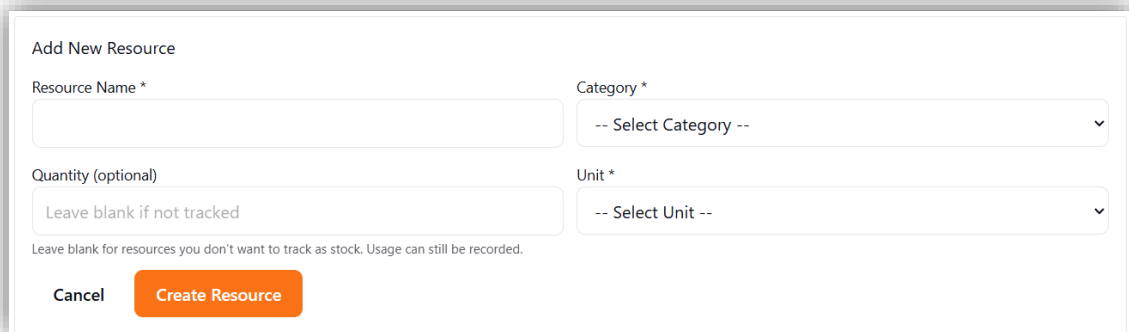 Add New Resource
Resource Name *
Category *
-- Select Category --
Quantity (optional)
Unit *
Leave blank if not tracked
-- Select Unit --
Leave blank for resources you don't want to track as stock. Usage can still be recorded.
Cancel
Create Resource